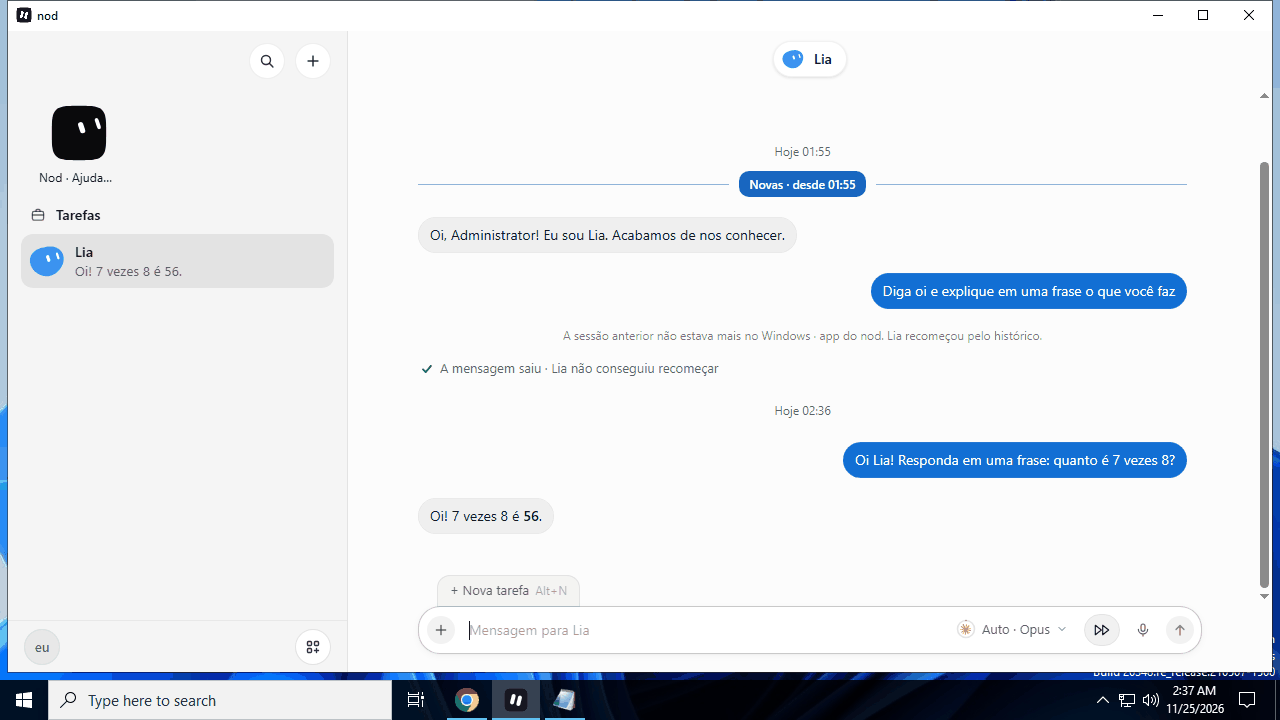 nod
Lia
Nod · Ajuda...
Tarefas
Lia
Oi! 7 vezes 8 é 56.
Hoje 01:55
Novas · desde 01:55
Oi, Administrator! Eu sou Lia. Acabamos de nos conhecer.
Diga oi e explique em uma frase o que você faz
A sessão anterior não estava mais no Windows · app do nod. Lia recomeçou pelo histórico.
A mensagem saiu · Lia não conseguiu recomeçar
Hoje 02:36
Oi Lia! Responda em uma frase: quanto é 7 vezes 8?
Oi! 7 vezes 8 é 56.
+ Nova tarefa Alt+N
Mensagem para Lia
Auto · Opus
eu
Type here to search
2:37 AM
11/25/2026